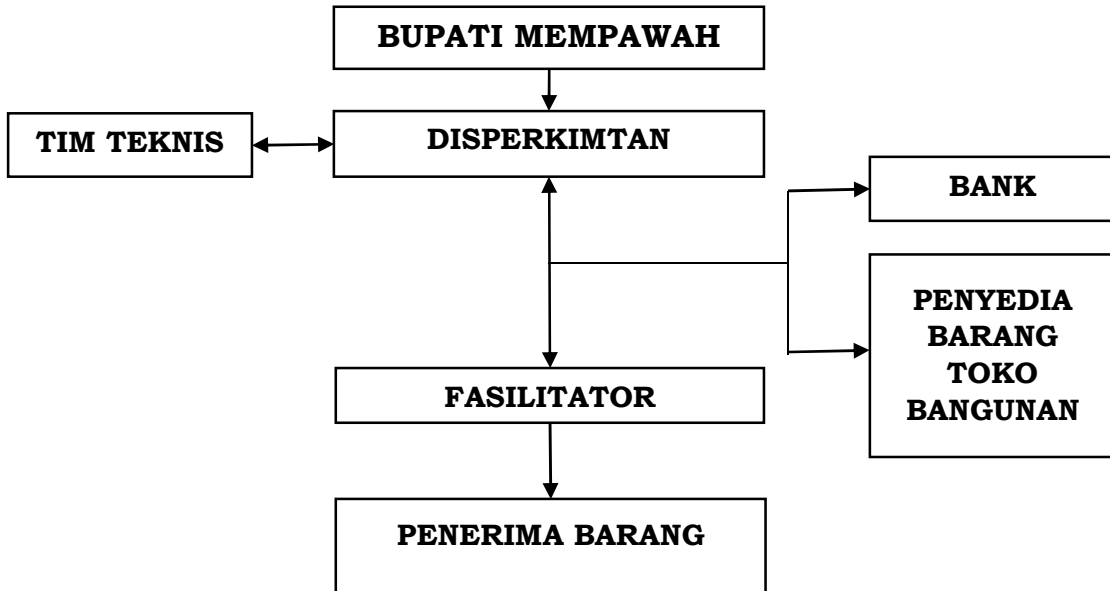 BUPATI MEMPAWAH
TIM TEKNIS
DISPERKIMTAN
BANK
PENYEDIA
BARANG
TOKO
BANGUNAN
FASILITATOR
PENERIMA BARANG